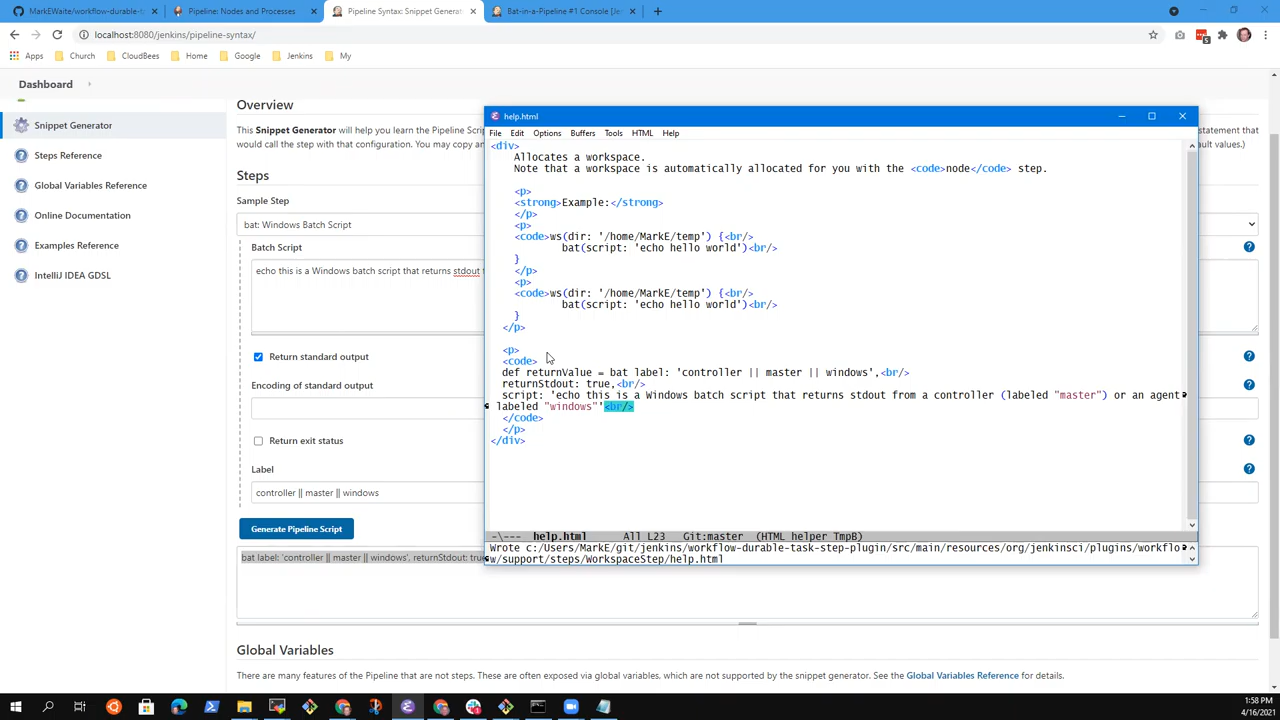 MarkEWaite/workflow-durable-ta
Pipeline: Nodes and Processes
Pipeline Syntax: Snippet Generat
Bat-in-a-Pipeline #1 Console [Je
localhost:8080/jenkins/pipeline-syntax/
5
Apps
Church
CloudBees
Home
Google
Jenkins
My
Dashboard
Snippet Generator
Steps Reference
Global Variables Reference
Online Documentation
Examples Reference
IntelliJ IDEA GDSL
Overview
This Snippet Generator will help you learn the Pipeline Scri
statement that
would call the step with that configuration. You may copy an
ault values.)
Steps
Sample Step
bat: Windows Batch Script
Batch Script
echo this is a Windows batch script that returns stdout
Return standard output
Encoding of standard output
Return exit status
Label
controller || master || windows
Generate Pipeline Script
bat label: 'controller || master || windows', returnStdout: true
Global Variables
There are many features of the Pipeline that are not steps. These are often exposed via global variables, which are not supported by the snippet generator. See the Global Variables Reference for details.
help.html
File Edit Options Buffers Tools HTML Help
<div>
Allocates a workspace.
Note that a workspace is automatically allocated for you with the <code>node</code> step.
<p>
<strong>Example:</strong>
</p>
<p>
<code>ws(dir: '/home/MarkE/temp') {<br/>
bat(script: 'echo hello world')<br/>
}
</p>
<p>
<code>ws(dir: '/home/MarkE/temp') {<br/>
bat(script: 'echo hello world')<br/>
}
</p>
<p>
<code>
def returnValue = bat label: 'controller || master || windows',<br/>
returnStdout: true,<br/>
script: 'echo this is a Windows batch script that returns stdout from a controller (labeled "master") or an agent
labeled "windows"'<br/>
</code>
</p>
</div>
-\--- help.html All L23 Git:master (HTML helper TmpB)
Wrote c:/Users/MarkE/git/jenkins/workflow-durable-task-step-plugin/src/main/resources/org/jenkinsci/plugins/workflo
w/support/steps/WorkspaceStep/help.html
1:58 PM
4/16/2021